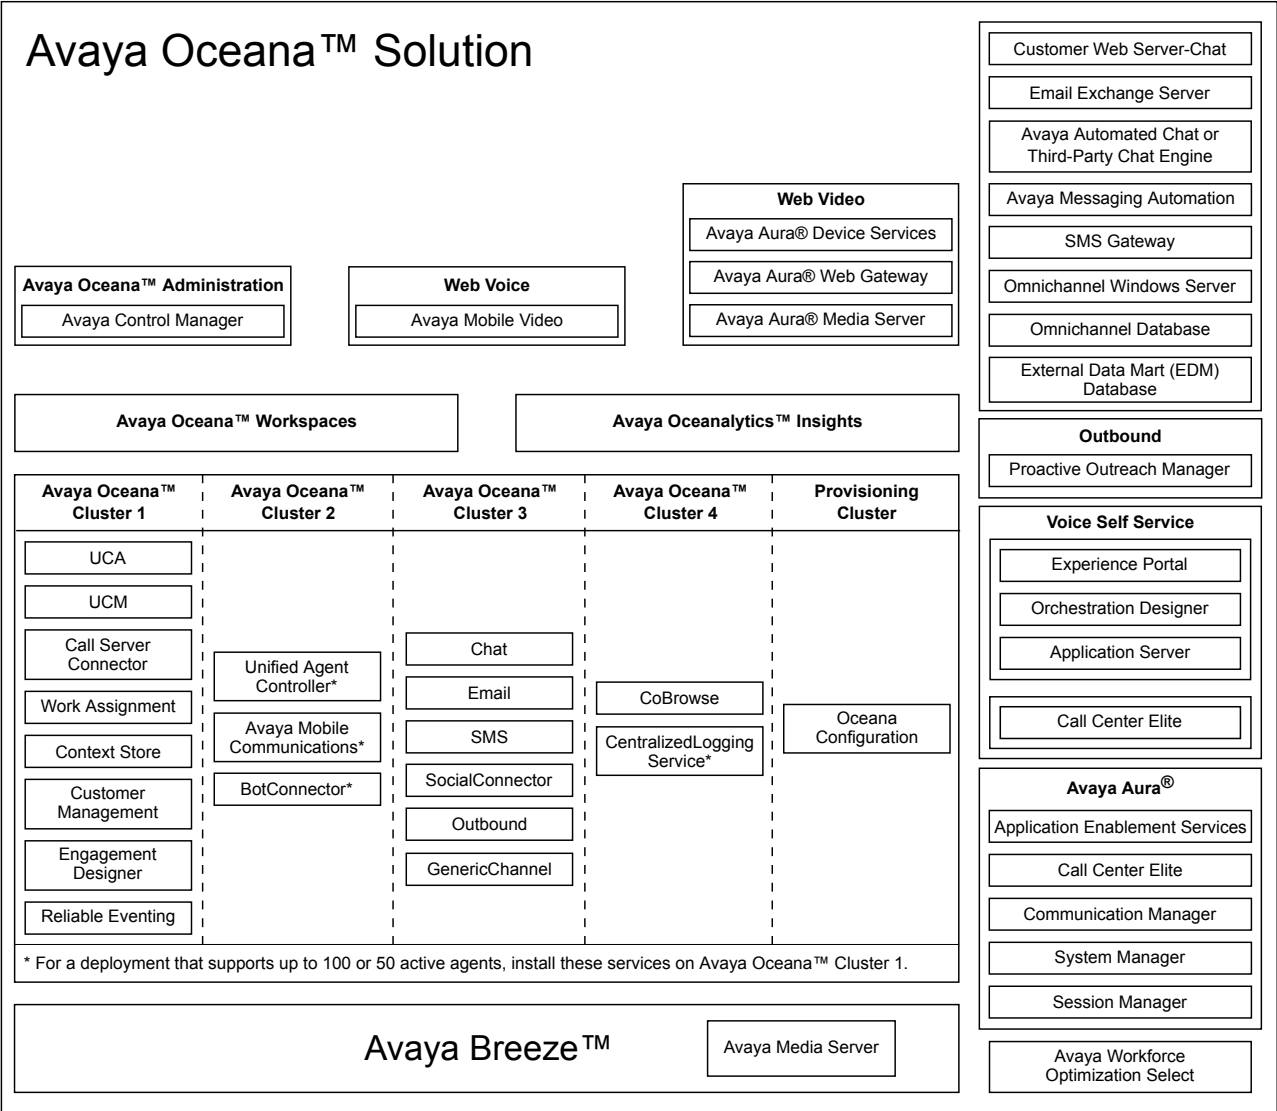 Avaya Oceana™ Solution
Avaya Oceana™ Administration
Avaya Control Manager
Web Voice
Avaya Mobile Video
Web Video
Avaya Aura® Device Services
Avaya Aura® Web Gateway
Avaya Aura® Media Server
Avaya Oceana™ Workspaces
Avaya Oceanalytics™ Insights
Avaya Oceana™
Cluster 1
UCA
UCM
Call Server
Connector
Work Assignment
Context Store
Customer
Management
Engagement
Designer
Reliable Eventing
Avaya Oceana™
Cluster 2
Unified Agent
Controller*
Avaya Mobile
Communications*
BotConnector*
Avaya Oceana™
Cluster 3
Chat
Email
SMS
SocialConnector
Outbound
GenericChannel
Avaya Oceana™
Cluster 4
CoBrowse
CentralizedLogging
Service*
Provisioning
Cluster
Oceana
Configuration
* For a deployment that supports up to 100 or 50 active agents, install these services on Avaya Oceana™ Cluster 1.
Avaya Breeze™
Avaya Media Server
Customer Web Server-Chat
Email Exchange Server
Avaya Automated Chat or
Third-Party Chat Engine
Avaya Messaging Automation
SMS Gateway
Omnichannel Windows Server
Omnichannel Database
External Data Mart (EDM)
Database
Outbound
Proactive Outreach Manager
Voice Self Service
Experience Portal
Orchestration Designer
Application Server
Call Center Elite
Avaya Aura®
Application Enablement Services
Call Center Elite
Communication Manager
System Manager
Session Manager
Avaya Workforce
Optimization Select